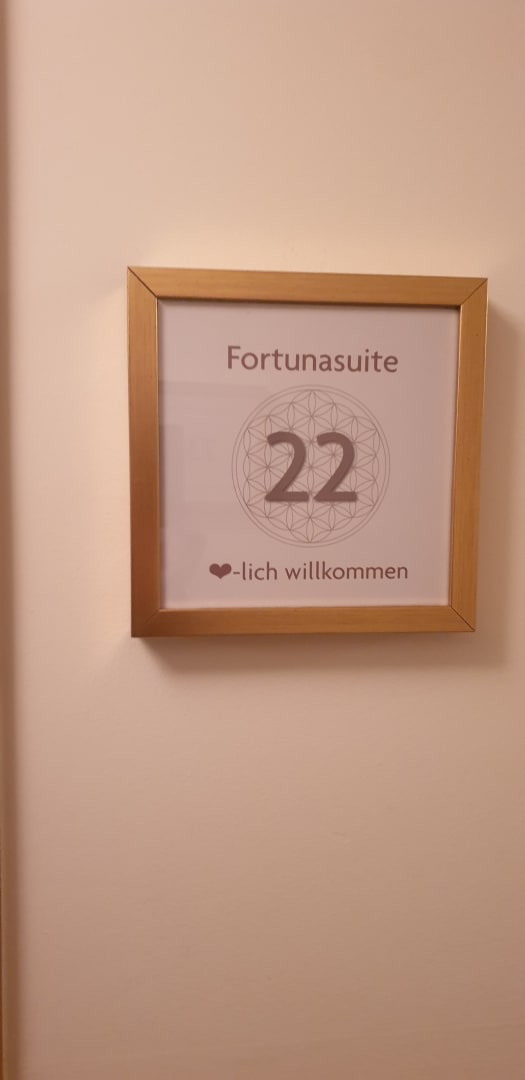 Fortunasuite
22
❤-lich willkommen